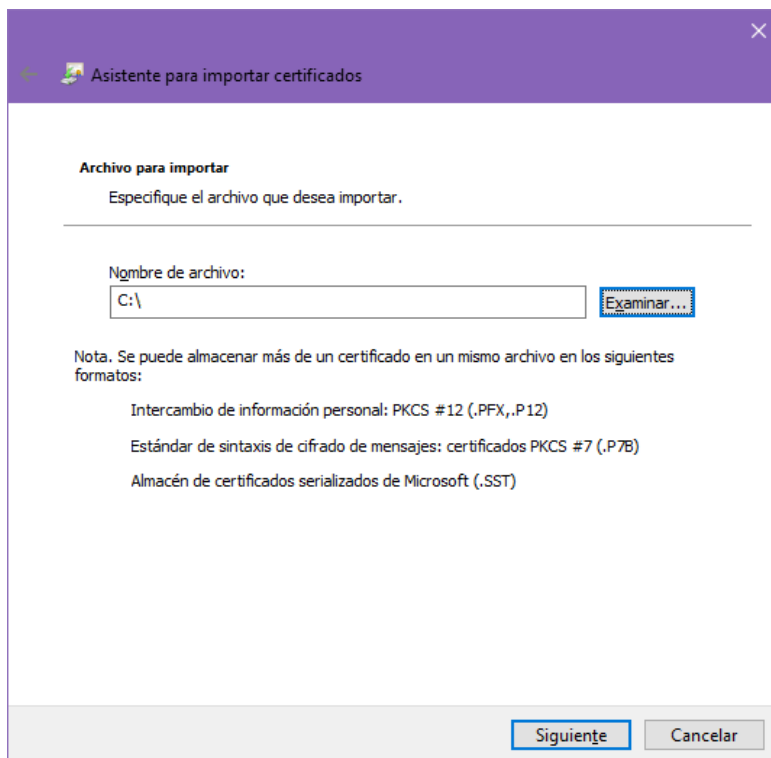 Asistente para importar certificados
Archivo para importar
Especifique el archivo que desea importar.
Nombre de archivo:
C:\
Examinar...
Nota. Se puede almacenar más de un certificado en un mismo archivo en los siguientes
formatos:
Intercambio de información personal: PKCS #12 (.PFX,.P12)
Estándar de sintaxis de cifrado de mensajes: certificados PKCS #7 (.P7B)
Almacén de certificados serializados de Microsoft (.SST)
Siguiente
Cancelar